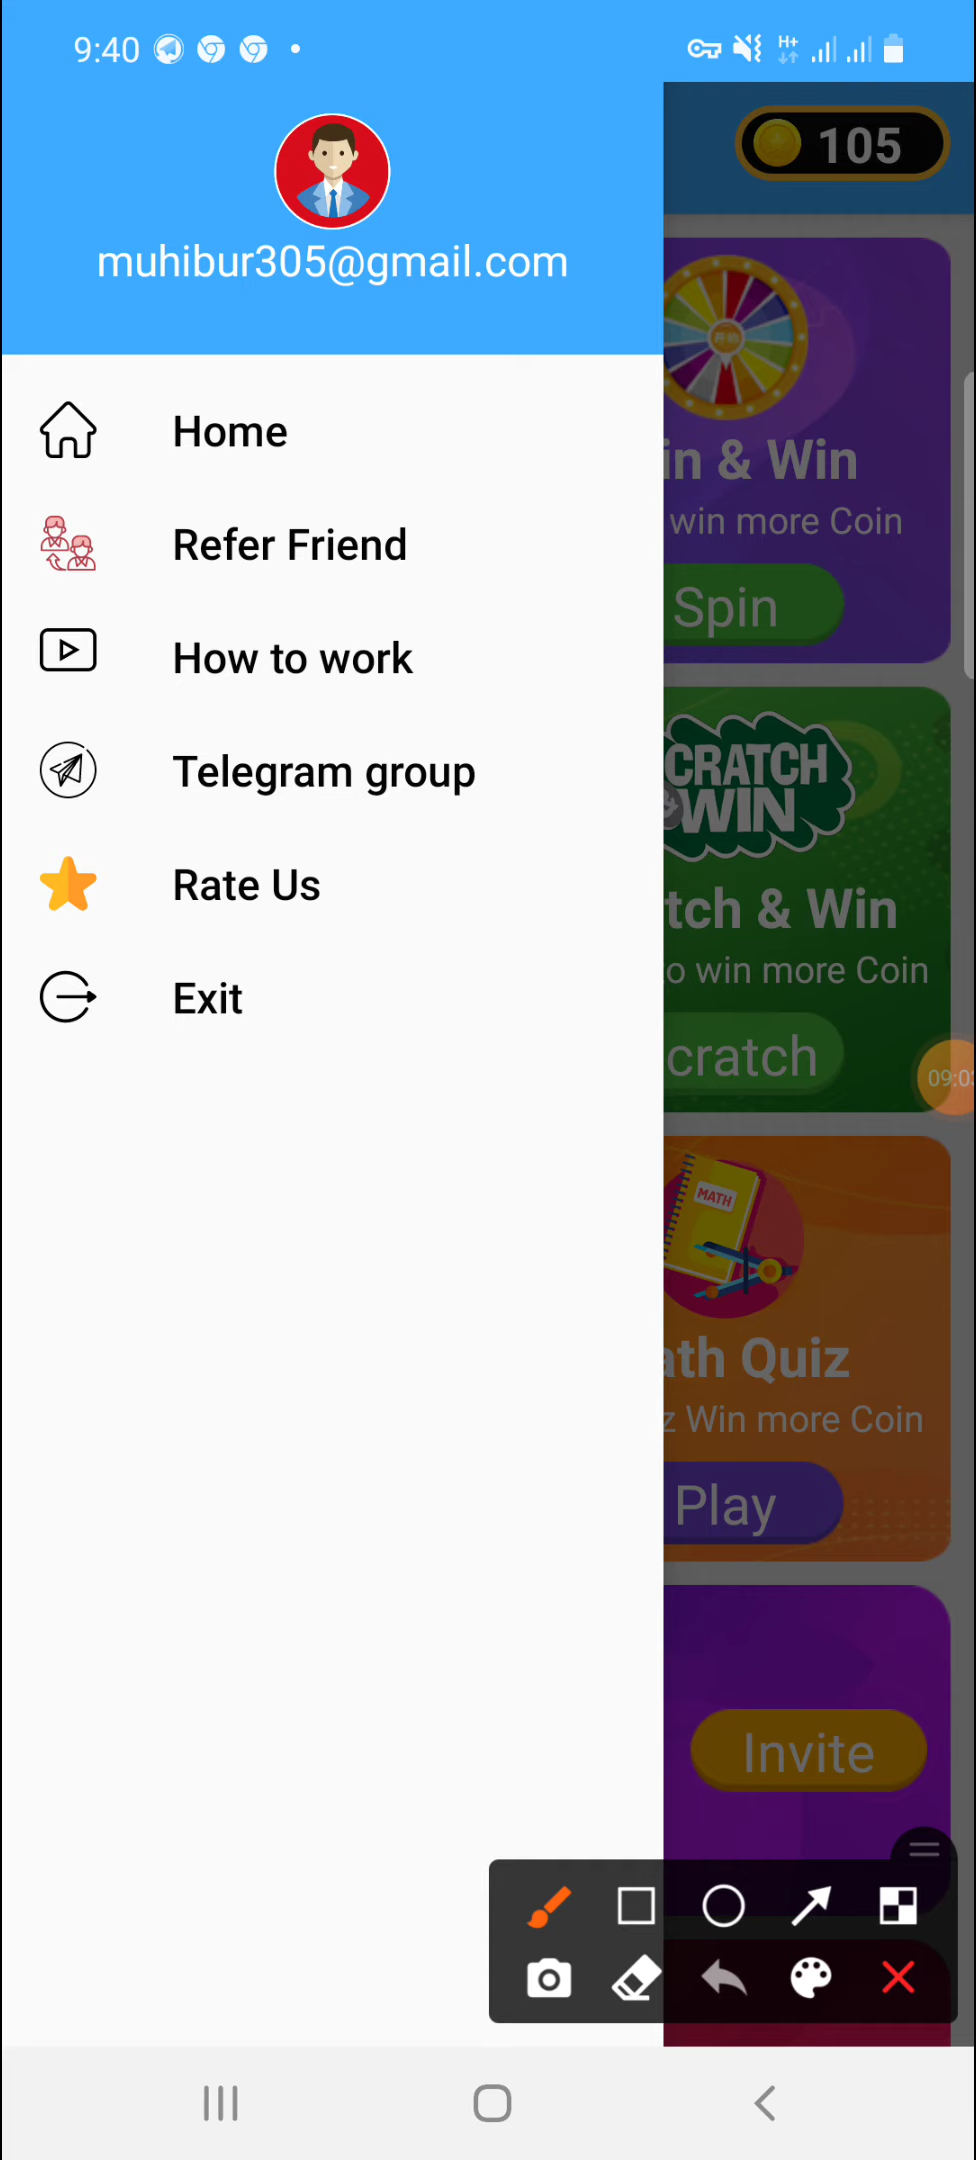 9:40
H+
105
muhibur305@gmail.com
Home
Refer Friend
How to work
Telegram group
Rate Us
Exit
in & Win
win more Coin
Spin
CRATCH
WIN
tch & Win
o win more Coin
cratch
09:0
MATH
ath Quiz
z Win more Coin
Play
Invite